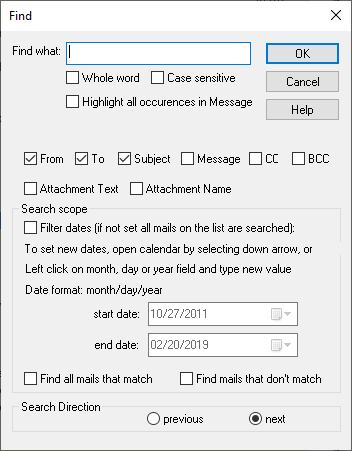 Find
Find what:
OK
Whole word Case sensitive
Cancel
Highlight all occurences in Message
Help
From To Subject Message CC BCC
Attachment Text Attachment Name
Search scope
Filter dates (if not set all mails on the list are searched):
To set new dates, open calendar by selecting down arrow, or
Left click on month, day or year field and type new value
Date format: month/day/year
start date: 10/27/2011
end date: 02/20/2019
Find all mails that match Find mails that don't match
Search Direction
previous next